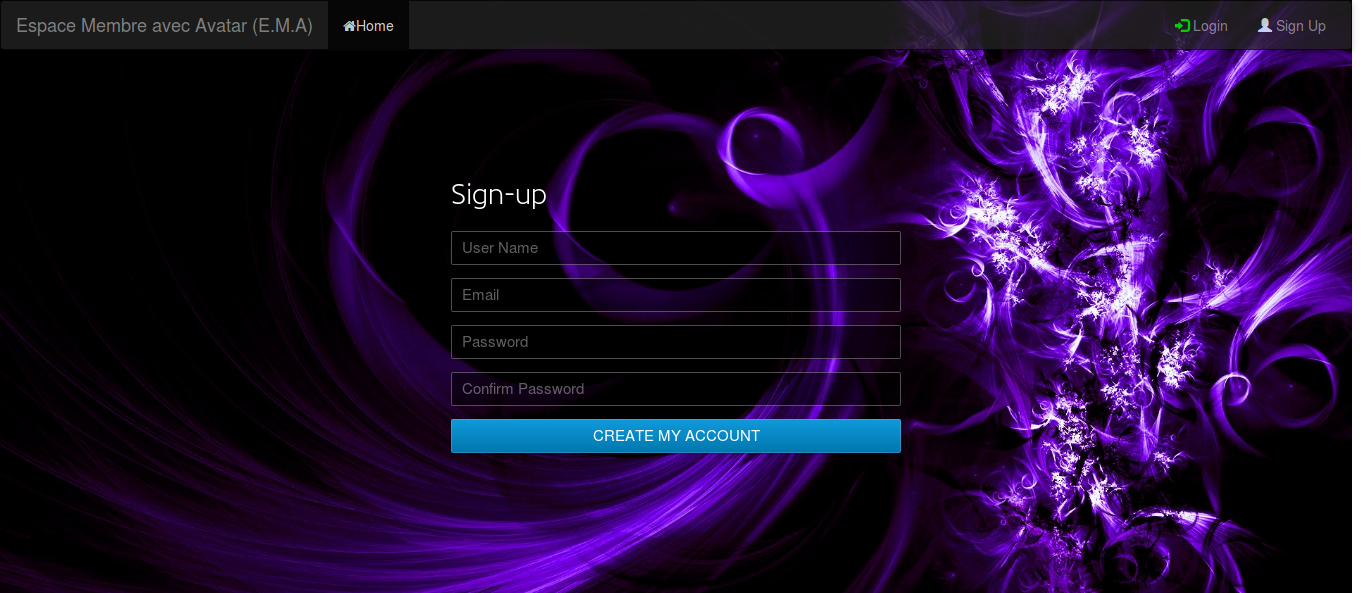 Espace Membre avec Avatar (E.M.A) Home Login Sign Up
Sign-up
User Name
Email
Password
Confirm Password
CREATE MY ACCOUNT